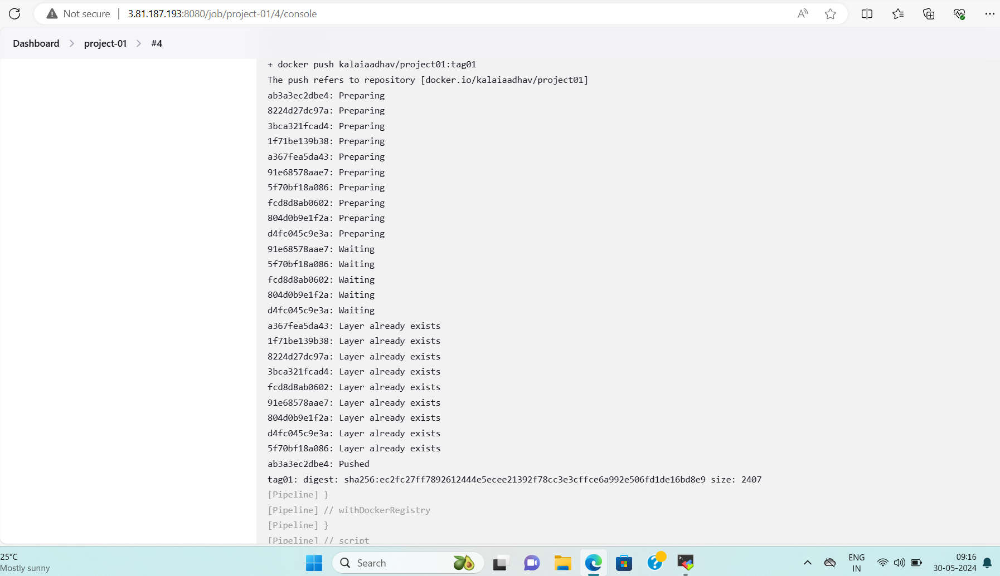 Not secure | 3.81.187.193:8080/job/project-01/4/console
Dashboard > project-01 > #4
+ docker push kalaiaadhav/project01:tag01
The push refers to repository [docker.io/kalaiaadhav/project01]
ab3a3ec2dbe4: Preparing
8224d27dc97a: Preparing
3bca321fcad4: Preparing
1f71be139b38: Preparing
a367fea5da43: Preparing
91e68578aae7: Preparing
5f70bf18a086: Preparing
fcd8d8ab0602: Preparing
804d0b9e1f2a: Preparing
d4fc045c9e3a: Preparing
91e68578aae7: Waiting
5f70bf18a086: Waiting
fcd8d8ab0602: Waiting
804d0b9e1f2a: Waiting
d4fc045c9e3a: Waiting
a367fea5da43: Layer already exists
1f71be139b38: Layer already exists
8224d27dc97a: Layer already exists
3bca321fcad4: Layer already exists
fcd8d8ab0602: Layer already exists
91e68578aae7: Layer already exists
804d0b9e1f2a: Layer already exists
d4fc045c9e3a: Layer already exists
5f70bf18a086: Layer already exists
ab3a3ec2dbe4: Pushed
tag01: digest: sha256:ec2fc27ff7892612444e5ecee21392f78cc3e3cffce6a992e506fd1de16bd8e9 size: 2407
[Pipeline] }
[Pipeline] // withDockerRegistry
[Pipeline] }
[Pipeline] // script
25°C
Mostly sunny
Search
ENG
IN
09:16
30-05-2024